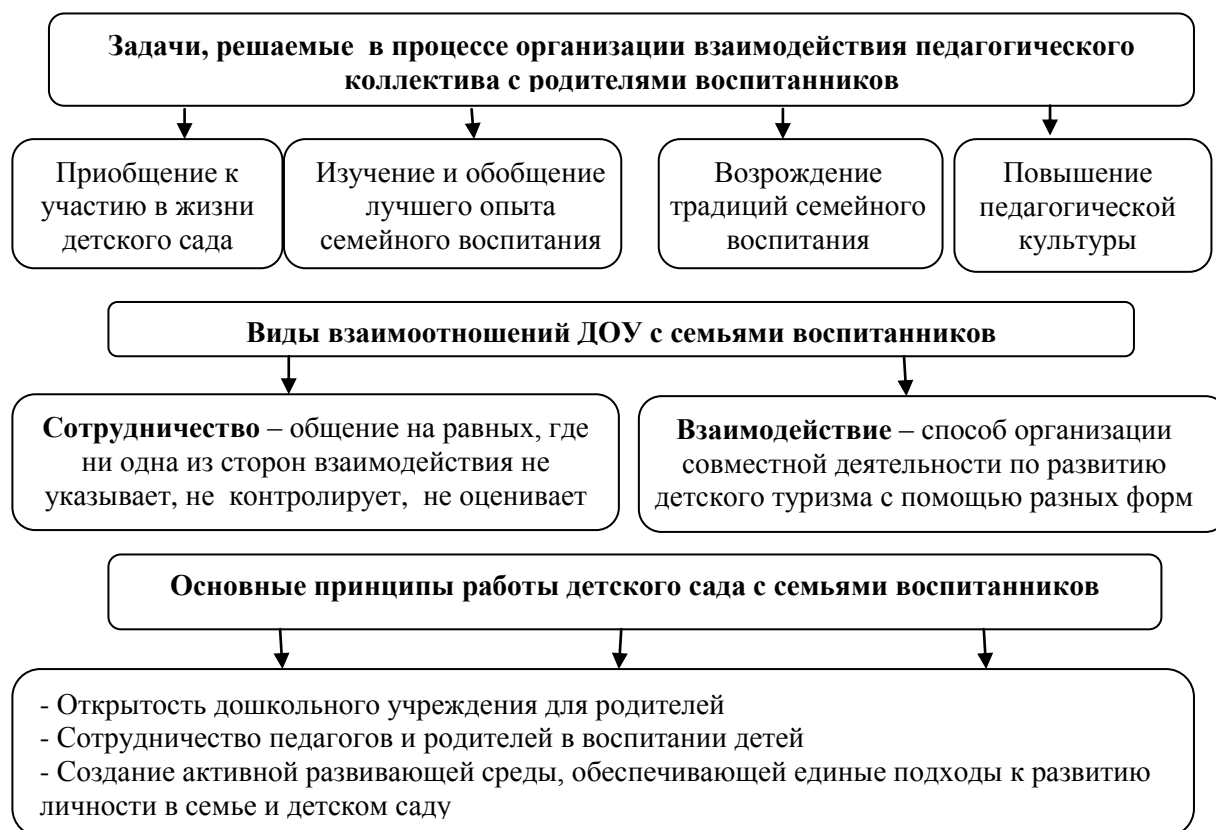 Задачи, решаемые в процессе организации взаимодействия педагогического
коллектива с родителями воспитанников
Приобщение к
участию в жизни
детского сада
Изучение и обобщение
лучшего опыта
семейного воспитания
Возрождение
традиций семейного
воспитания
Повышение
педагогической
культуры
Виды взаимоотношений ДОУ с семьями воспитанников
Сотрудничество – общение на равных, где
ни одна из сторон взаимодействия не
указывает, не контролирует, не оценивает
Взаимодействие – способ организации
совместной деятельности по развитию
детского туризма с помощью разных форм
Основные принципы работы детского сада с семьями воспитанников
- Открытость дошкольного учреждения для родителей
- Сотрудничество педагогов и родителей в воспитании детей
- Создание активной развивающей среды, обеспечивающей единые подходы к развитию
личности в семье и детском саду